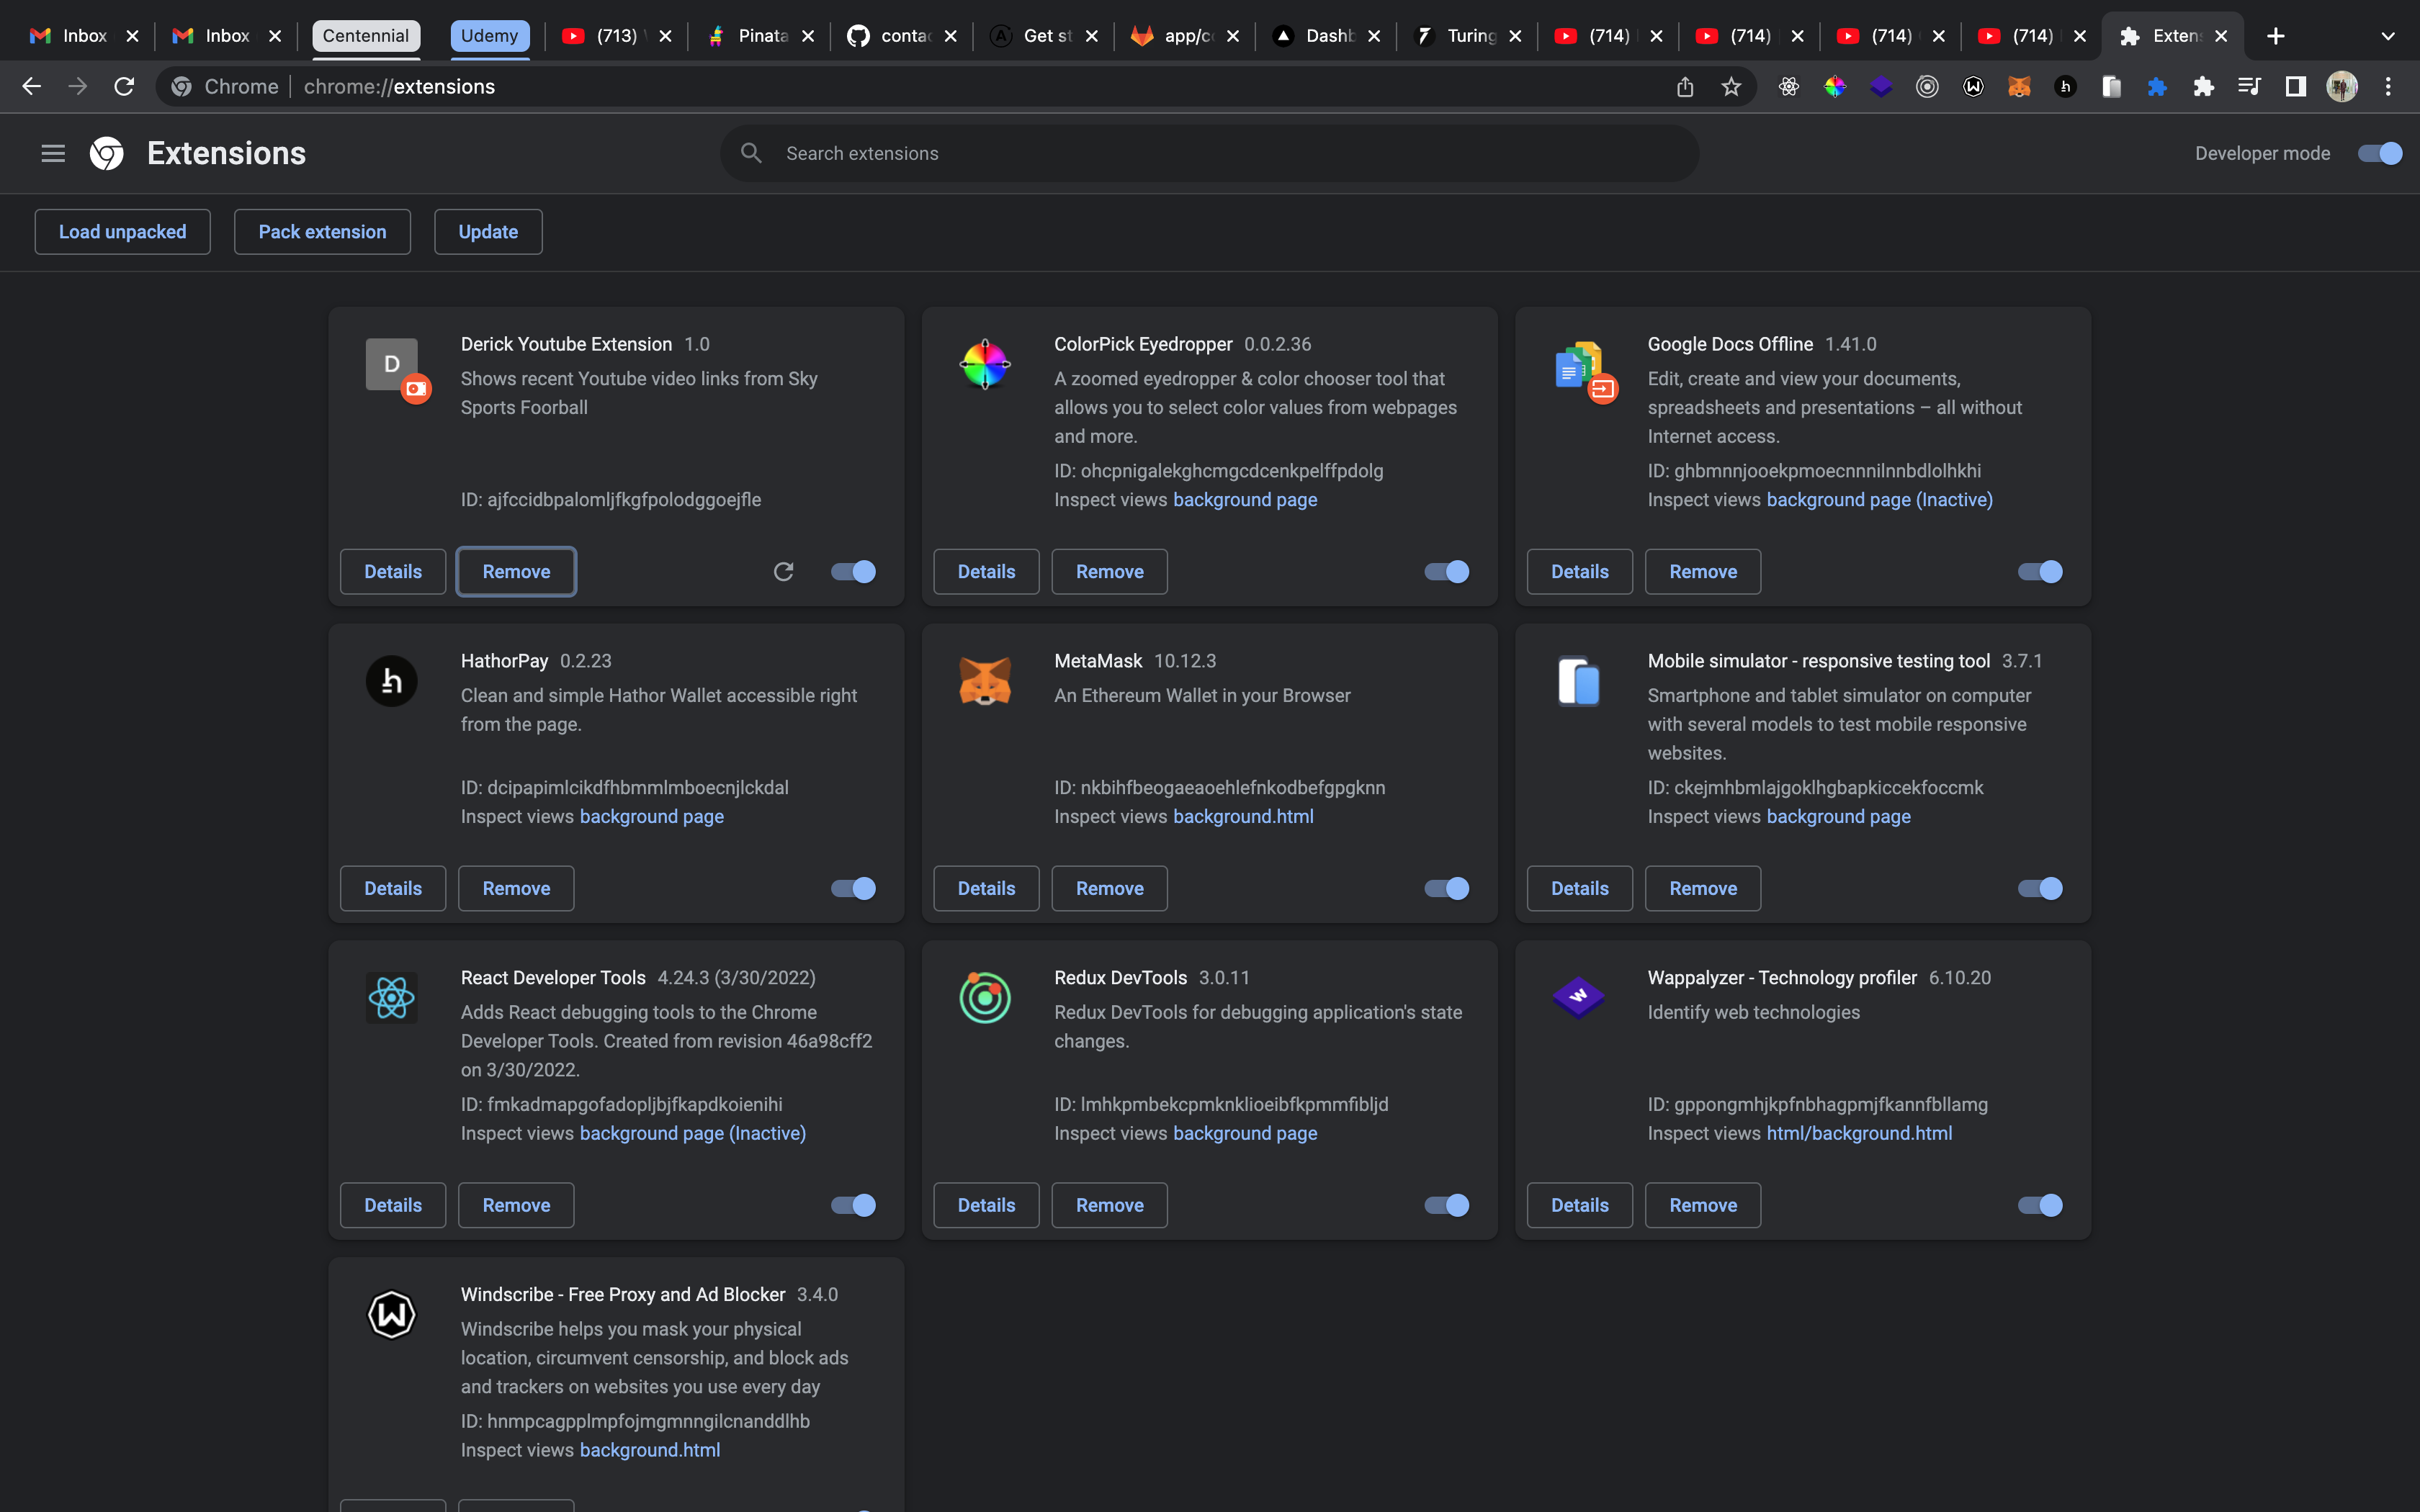 Inbox
Inbox
Centennial
Udemy
(713)
Pinata
contac
Get st
app/co
Dashb
Turing
(714)
(714)
(714)
(714)
Extens
Chrome
chrome://extensions
Extensions
Search extensions
Developer mode
Load unpacked
Pack extension
Update
D
Derick Youtube Extension 1.0
Shows recent Youtube video links from Sky
Sports Foorball
ID: ajfccidbpalomljfkgfpolodggoejfle
Details
Remove
ColorPick Eyedropper 0.0.2.36
A zoomed eyedropper & color chooser tool that
allows you to select color values from webpages
and more.
ID: ohcpnigalekghcmgcdcenkpelffpdolg
Inspect views background page
Details
Remove
Google Docs Offline 1.41.0
Edit, create and view your documents,
spreadsheets and presentations – all without
Internet access.
ID: ghbmnnjooekpmoecnnnilnnbdlolhkhi
Inspect views background page (Inactive)
Details
Remove
HathorPay 0.2.23
Clean and simple Hathor Wallet accessible right
from the page.
ID: dcipapimlcikdfhbmmlmboecnjlckdal
Inspect views background page
Details
Remove
MetaMask 10.12.3
An Ethereum Wallet in your Browser
ID: nkbihfbeogaeaoehlefnkodbefgpgknn
Inspect views background.html
Details
Remove
Mobile simulator - responsive testing tool 3.7.1
Smartphone and tablet simulator on computer
with several models to test mobile responsive
websites.
ID: ckejmhbmlajgoklhgbapkiccekfoccmk
Inspect views background page
Details
Remove
React Developer Tools 4.24.3 (3/30/2022)
Adds React debugging tools to the Chrome
Developer Tools. Created from revision 46a98cff2
on 3/30/2022.
ID: fmkadmapgofadopljbjfkapdkoienihi
Inspect views background page (Inactive)
Details
Remove
Redux DevTools 3.0.11
Redux DevTools for debugging application's state
changes.
ID: lmhkpmbekcpmknklioeibfkpmmfibljd
Inspect views background page
Details
Remove
Wappalyzer - Technology profiler 6.10.20
Identify web technologies
ID: gppongmhjkpfnbhagpmjfkannfbllamg
Inspect views html/background.html
Details
Remove
Windscribe - Free Proxy and Ad Blocker 3.4.0
Windscribe helps you mask your physical
location, circumvent censorship, and block ads
and trackers on websites you use every day
ID: hnmpcagpplmpfojmgmnngilcnanddlhb
Inspect views background.html